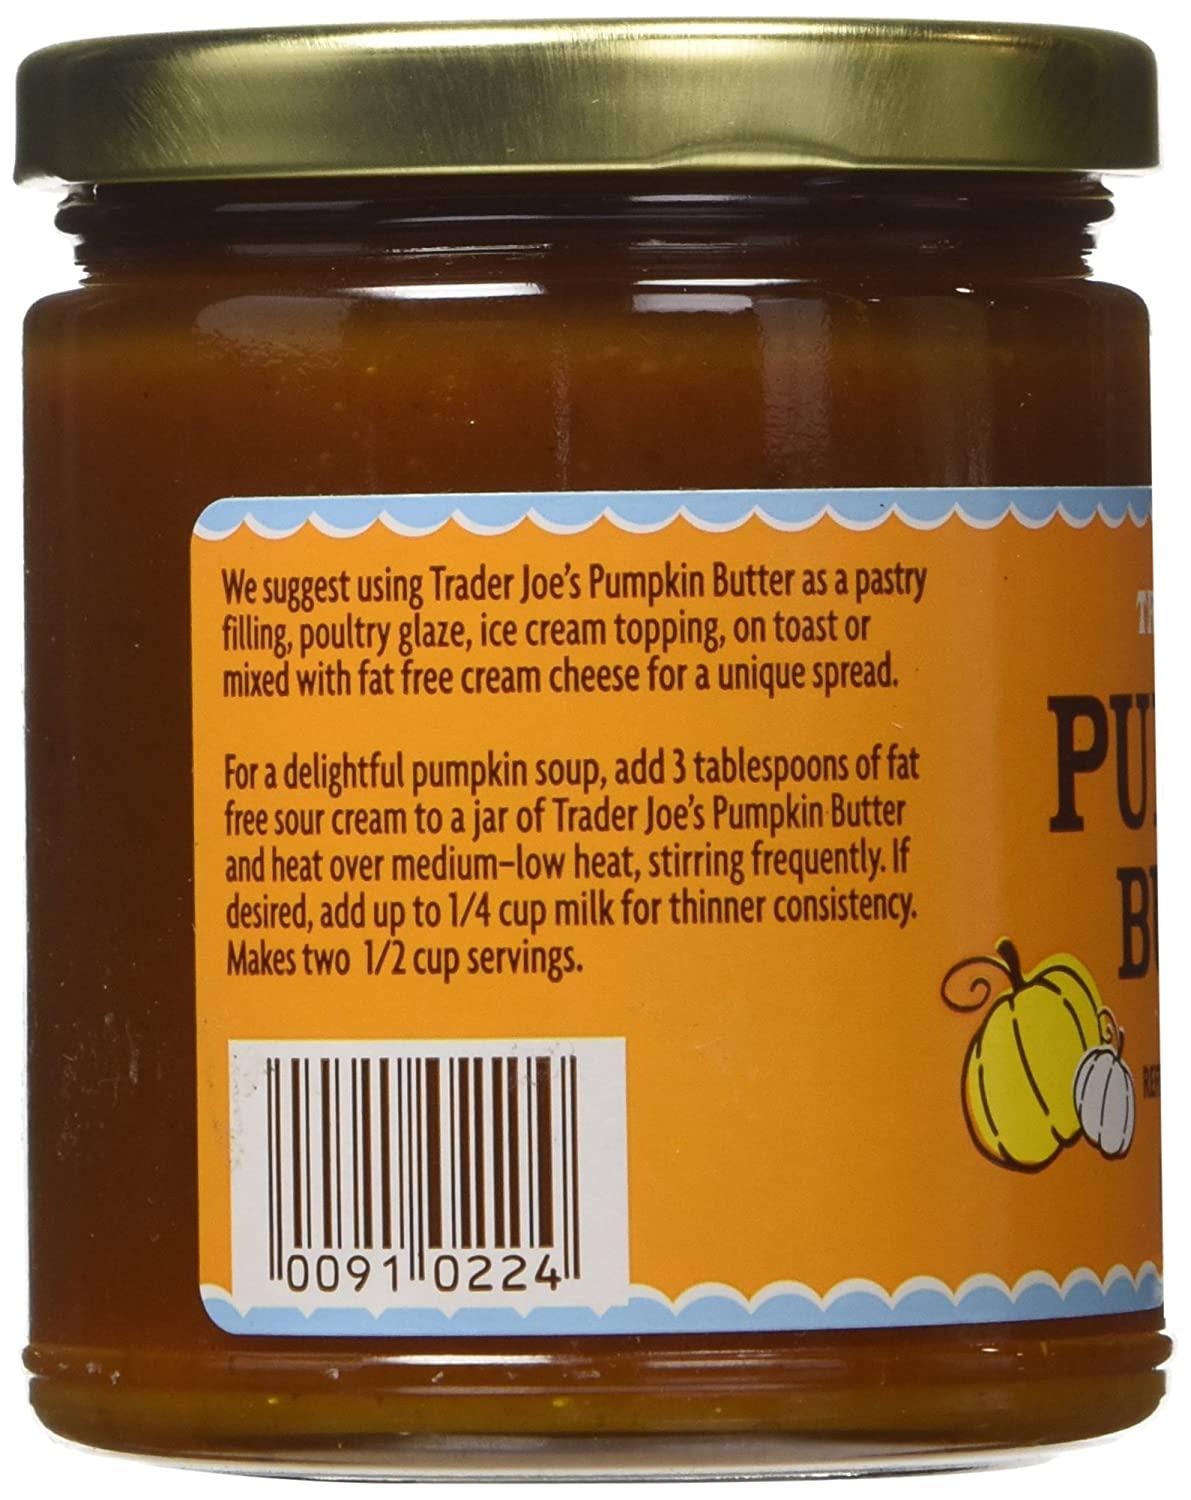 We suggest using Trader Joe's Pumpkin Butter as a pastry
filling, poultry glaze, ice cream topping, on toast or
mixed with fat free cream cheese for a unique spread.
For a delightful pumpkin soup, add 3 tablespoons of fat
free sour cream to a jar of Trader Joe's Pumpkin Butter
and heat over medium-low heat, stirring frequently. If
desired, add up to 1/4 cup milk for thinner consistency.
Makes two 1/2 cup servings.
0091 0224